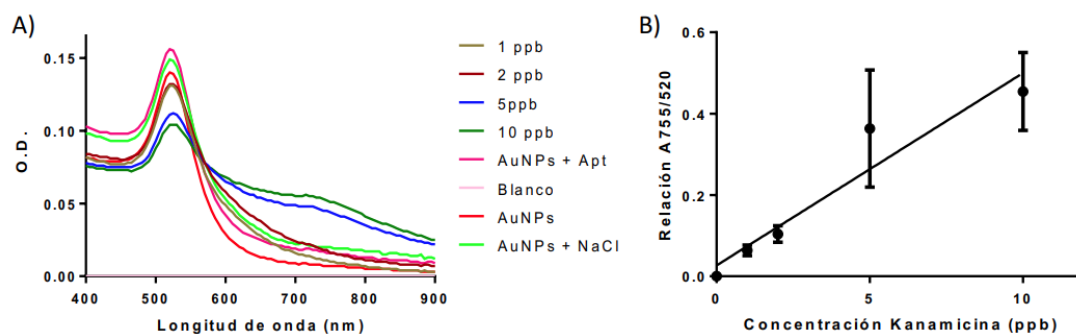 A)
O.D.
0.15
0.10
0.05
0.00
400 500 600 700 800 900
Longitud de onda (nm)
1 ppb
2 ppb
5ppb
10 ppb
AuNPs + Apt
Blanco
AuNPs
AuNPs + NaCl
B)
Relación A755/520
0.6
0.4
0.2
0.0
0 5 10
Concentración Kanamicina (ppb)